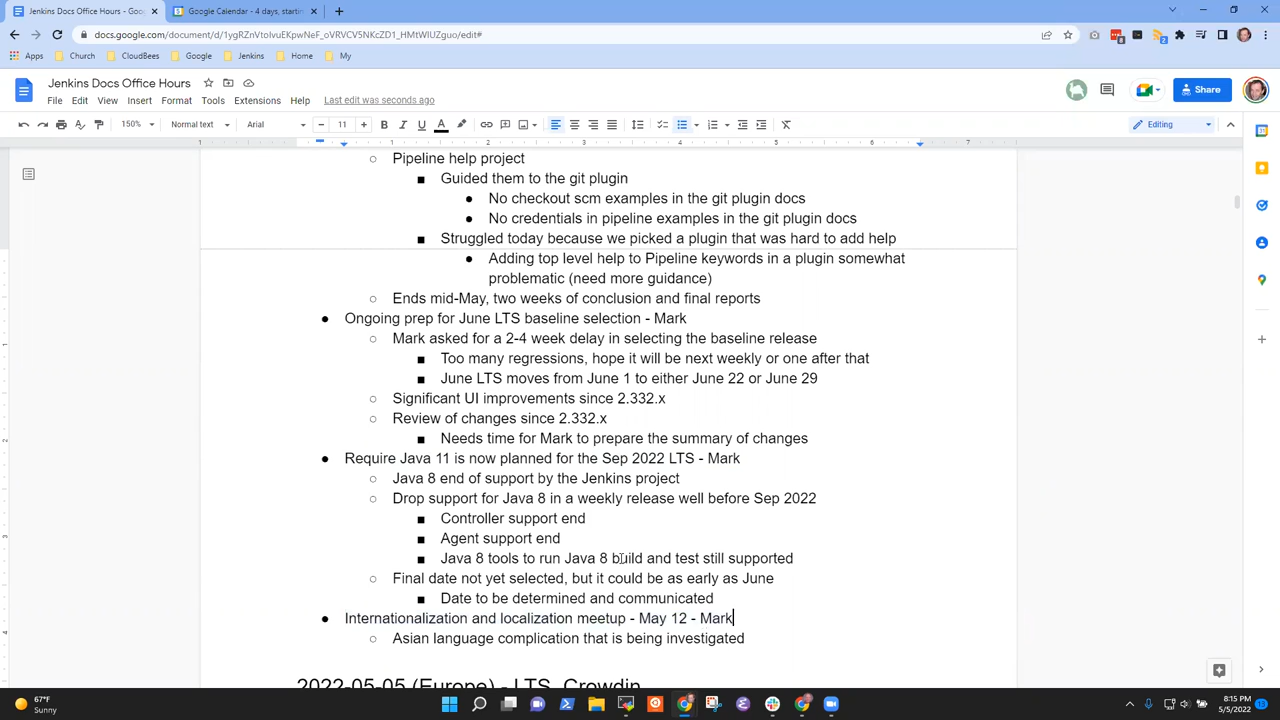 Jenkins Docs Office Hours - Goo
Google Calendar - 4 days, startin
docs.google.com/document/d/1ygRZnVtoIvuEKpwNeF_oVRVCV5NKcZD1_HMtWIUZguo/edit#
Apps Church CloudBees Google Jenkins Home My
Jenkins Docs Office Hours
File Edit View Insert Format Tools Extensions Help Last edit was seconds ago
Share
150% Normal text Arial 11 Editing
1 1 2 3 4 5 6 7
Pipeline help project
Guided them to the git plugin
No checkout scm examples in the git plugin docs
No credentials in pipeline examples in the git plugin docs
Struggled today because we picked a plugin that was hard to add help
Adding top level help to Pipeline keywords in a plugin somewhat
problematic (need more guidance)
Ends mid-May, two weeks of conclusion and final reports
Ongoing prep for June LTS baseline selection - Mark
Mark asked for a 2-4 week delay in selecting the baseline release
Too many regressions, hope it will be next weekly or one after that
June LTS moves from June 1 to either June 22 or June 29
Significant UI improvements since 2.332.x
Review of changes since 2.332.x
Needs time for Mark to prepare the summary of changes
Require Java 11 is now planned for the Sep 2022 LTS - Mark
Java 8 end of support by the Jenkins project
Drop support for Java 8 in a weekly release well before Sep 2022
Controller support end
Agent support end
Java 8 tools to run Java 8 build and test still supported
Final date not yet selected, but it could be as early as June
Date to be determined and communicated
Internationalization and localization meetup - May 12 - Mark
Asian language complication that is being investigated
2022-05-05 (Europe) - LTS, Crowdin
67°F
Sunny
8:15 PM
5/5/2022